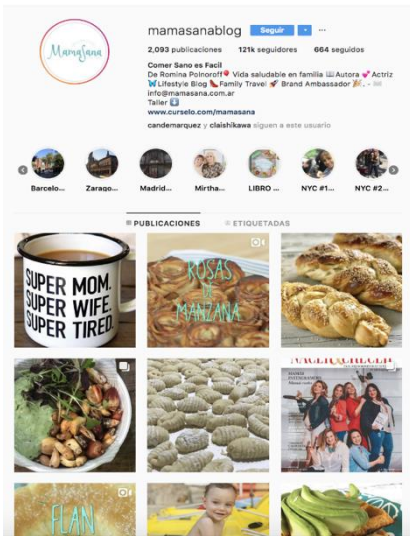 MamaSana
mamasanablog Seguir
2,093 publicaciones 121k seguidores 664 seguidos
Comer Sano es Facil
De Romina Polnoroff Vida saludable en familia Autora Actriz
Lifestyle Blog Family Travel Brand Ambassador . -
info@mamasana.com.ar
Taller
www.curselo.com/mamasana
candemarquez y claishikawa siguen a este usuario
Barcelo... Zarago... Madrid... Mirtha... LIBRO ... NYC #1... NYC #2...
PUBLICACIONES ETIQUETADAS
SUPER MOM.
SUPER WIFE.
SUPER TIRED.
ROSAS
DE
MANZANA
FLAN